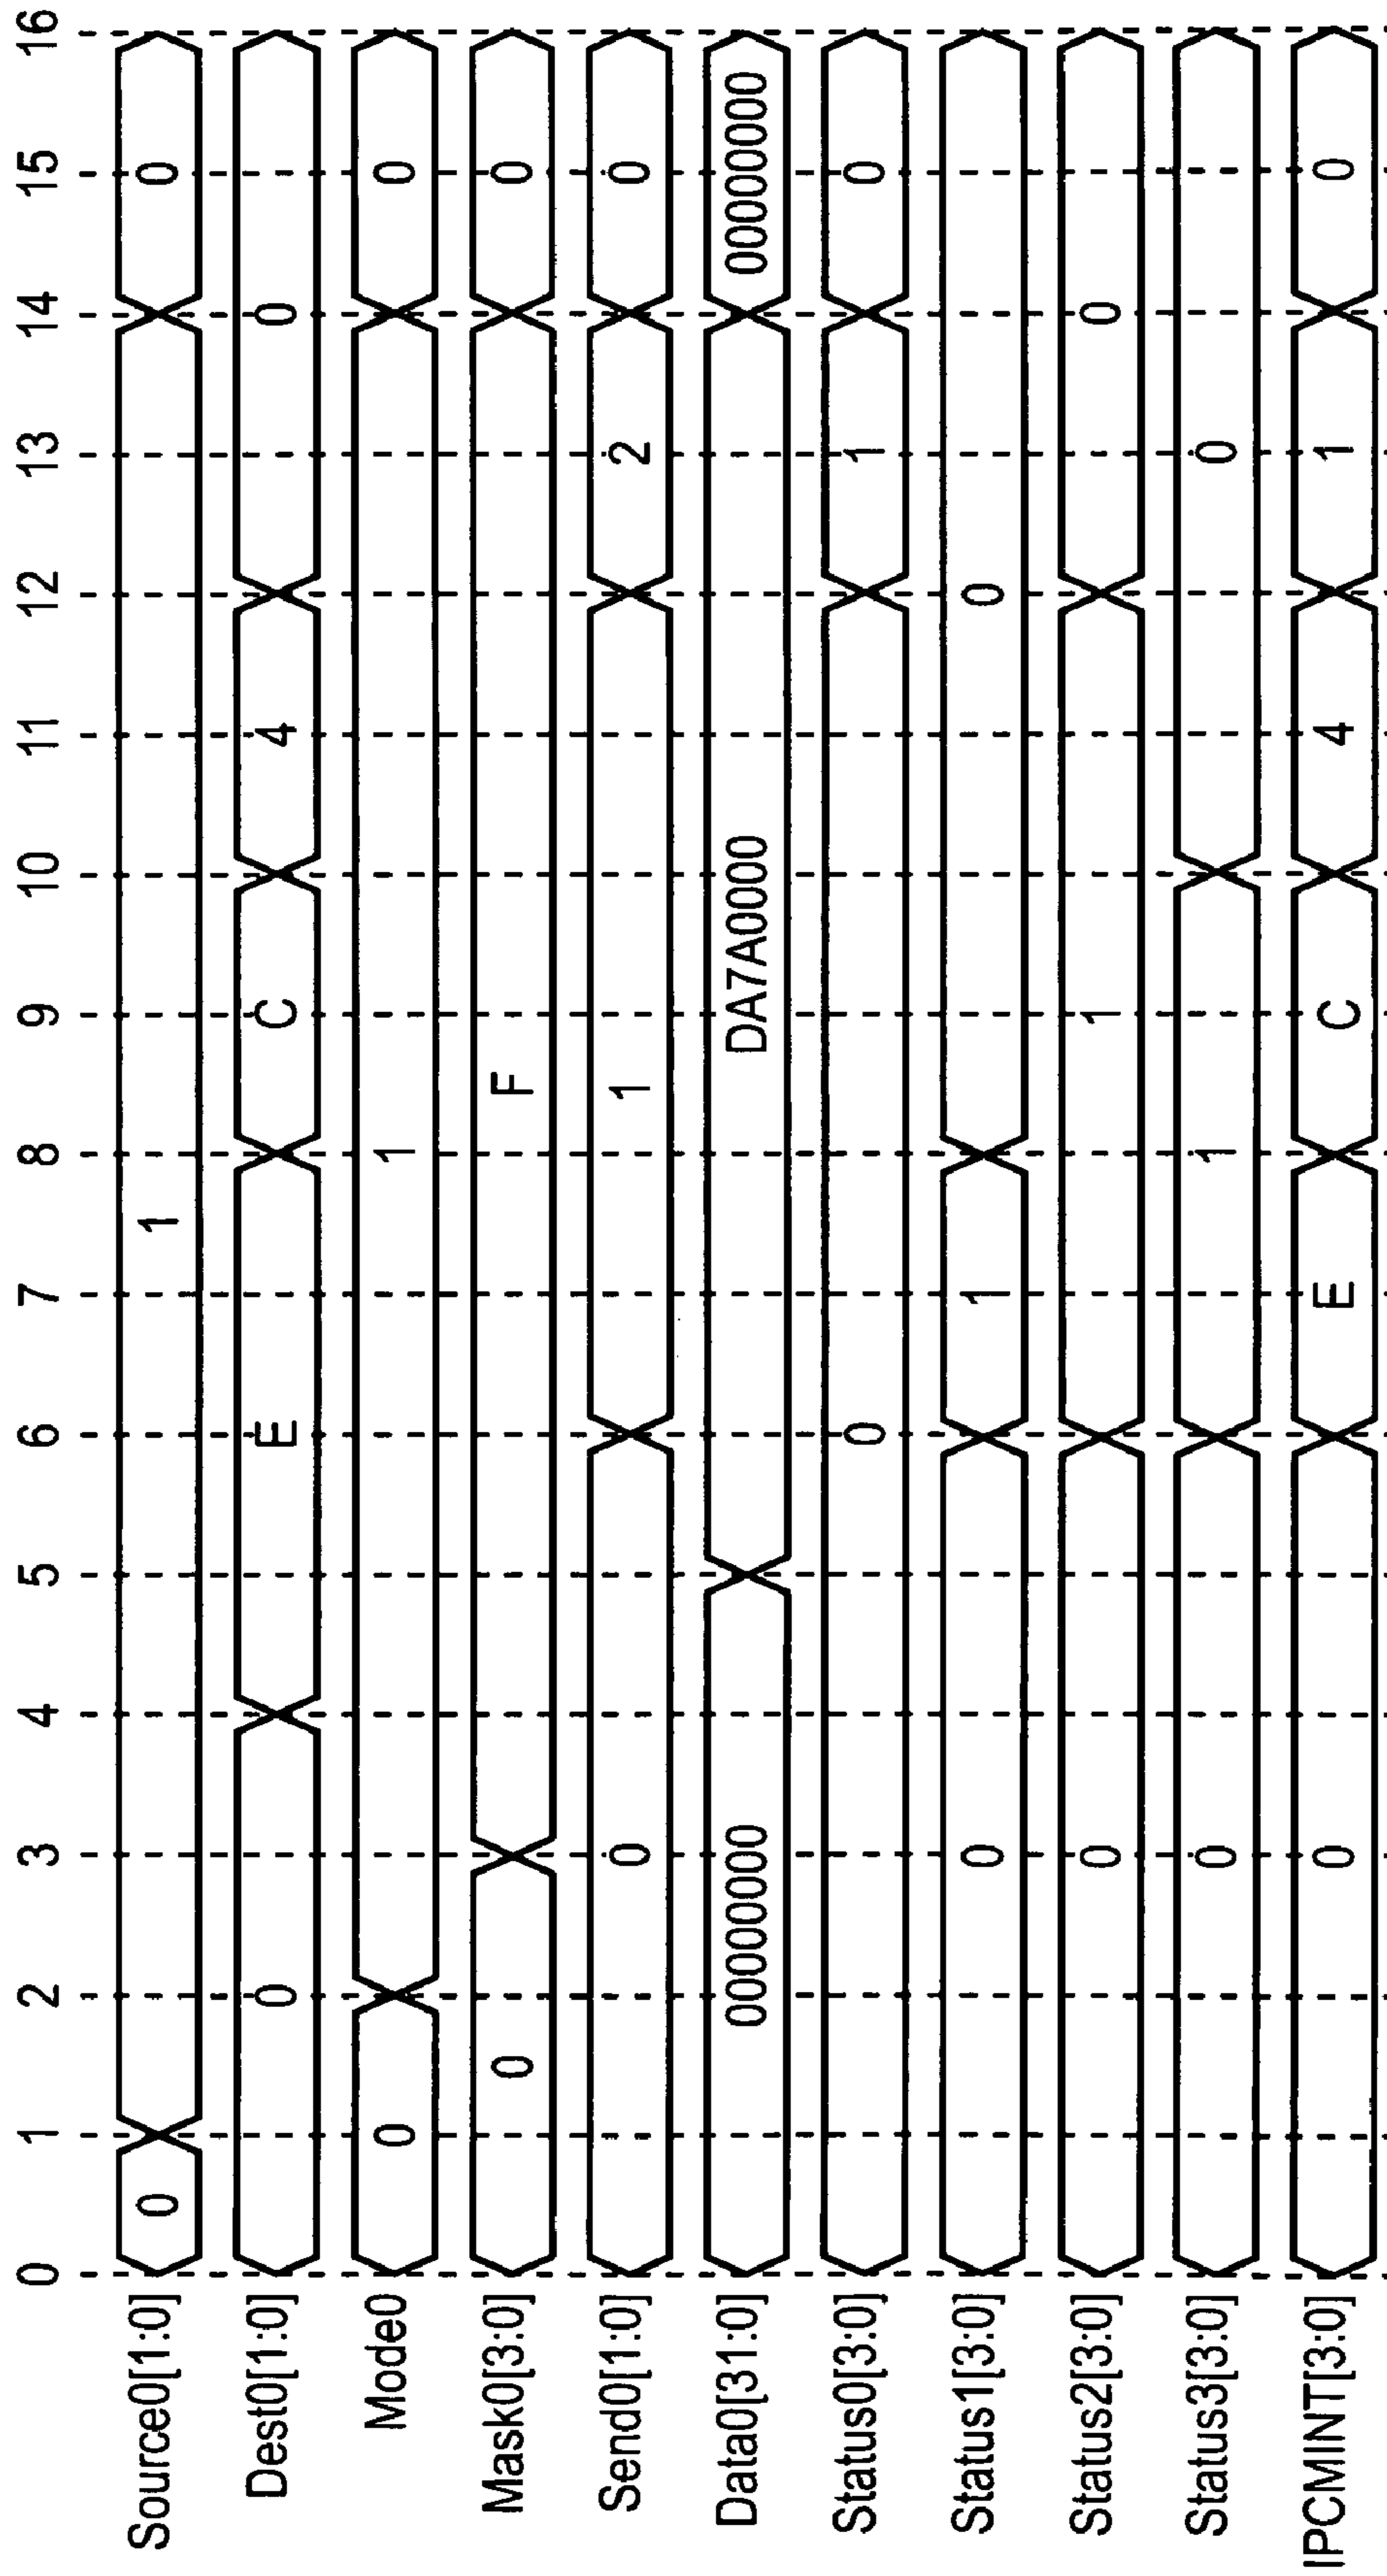 0 1 2 3 4 5 6 7 8 9 10 11 12 13 14 15 16
Source0[1:0] 0 1 0
Dest0[1:0] 0 E C 4 0
Mode0 0 1 0
Mask0[3:0] 0 F 0
Send0[1:0] 0 1 2 0
Data0[31:0] 00000000 DA7A0000 00000000
Status0[3:0] 0 1 0
Status1[3:0] 0 1 0
Status2[3:0] 0 1 0
Status3[3:0] 0 1 0
IPCMINT[3:0] 0 E C 4 1 0